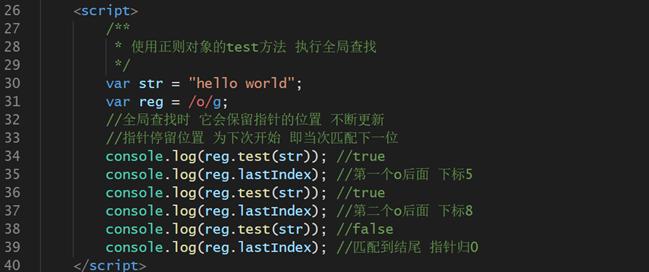 26 <script>
27 /**
28 * 使用正则对象的test方法 执行全局查找
29 */
30 var str = "hello world";
31 var reg = /o/g;
32 //全局查找时 它会保留指针的位置 不断更新
33 //指针停留位置 为下次开始 即当次匹配下一位
34 console.log(reg.test(str)); //true
35 console.log(reg.lastIndex); //第一个o后面 下标5
36 console.log(reg.test(str)); //true
37 console.log(reg.lastIndex); //第二个o后面 下标8
38 console.log(reg.test(str)); //false
39 console.log(reg.lastIndex); //匹配到结尾 指针归0
40 </script>